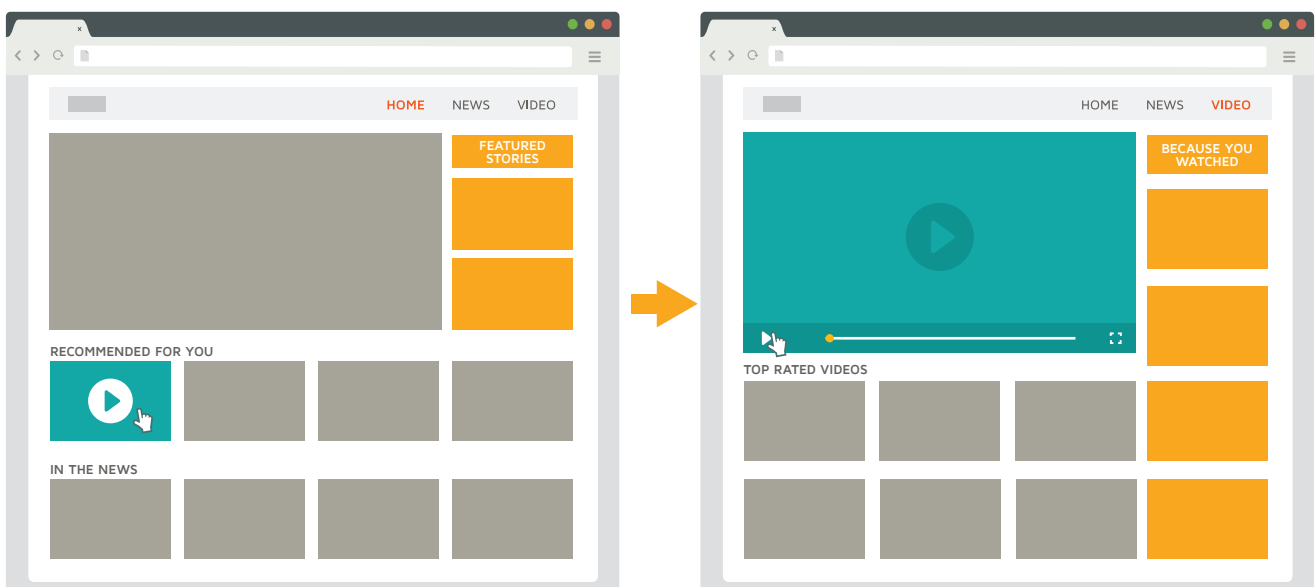 x
HOME NEWS VIDEO
FEATURED
STORIES
RECOMMENDED FOR YOU
IN THE NEWS
x
HOME NEWS VIDEO
BECAUSE YOU
WATCHED
TOP RATED VIDEOS